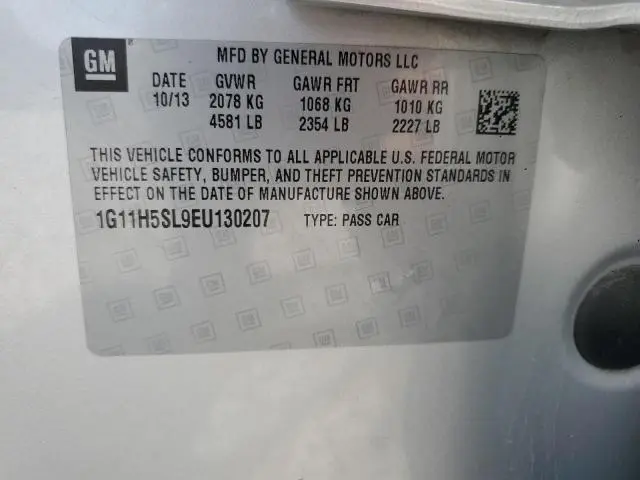 GM
MFD BY GENERAL MOTORS LLC
DATE GVWR GAWR FRT GAWR RR
10/13 2078 KG 1068 KG 1010 KG
4581 LB 2354 LB 2227 LB
THIS VEHICLE CONFORMS TO ALL APPLICABLE U.S. FEDERAL MOTOR
VEHICLE SAFETY, BUMPER, AND THEFT PREVENTION STANDARDS IN
EFFECT ON THE DATE OF MANUFACTURE SHOWN ABOVE.
1G11H5SL9EU130207 TYPE: PASS CAR